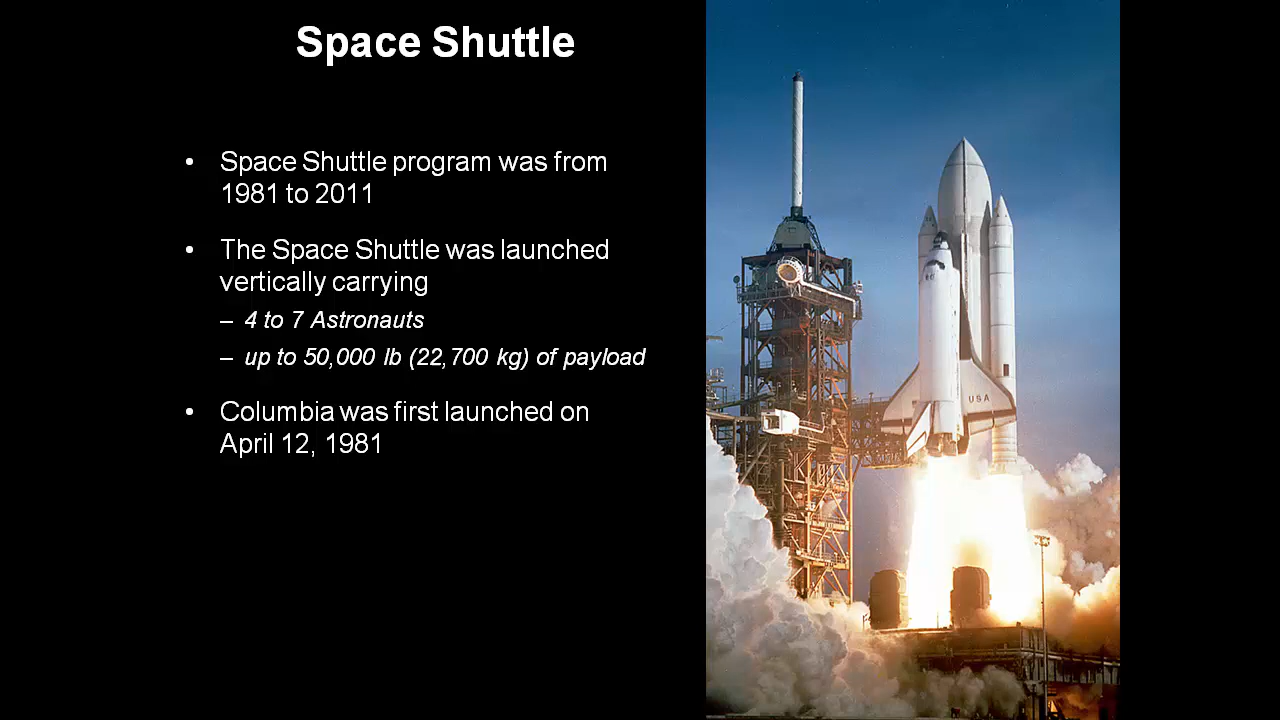 Space Shuttle
• Space Shuttle program was from
1981 to 2011
• The Space Shuttle was launched
vertically carrying
– 4 to 7 Astronauts
– up to 50,000 lb (22,700 kg) of payload
• Columbia was first launched on
April 12, 1981
USA